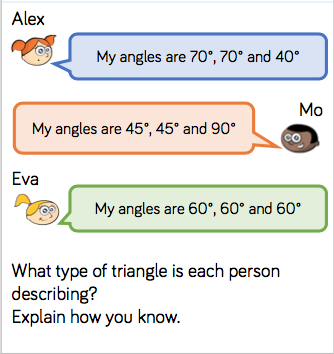 Alex
My angles are 70°, 70° and 40°
Mo
My angles are 45°, 45° and 90°
Eva
My angles are 60°, 60° and 60°
What type of triangle is each person
describing?
Explain how you know.